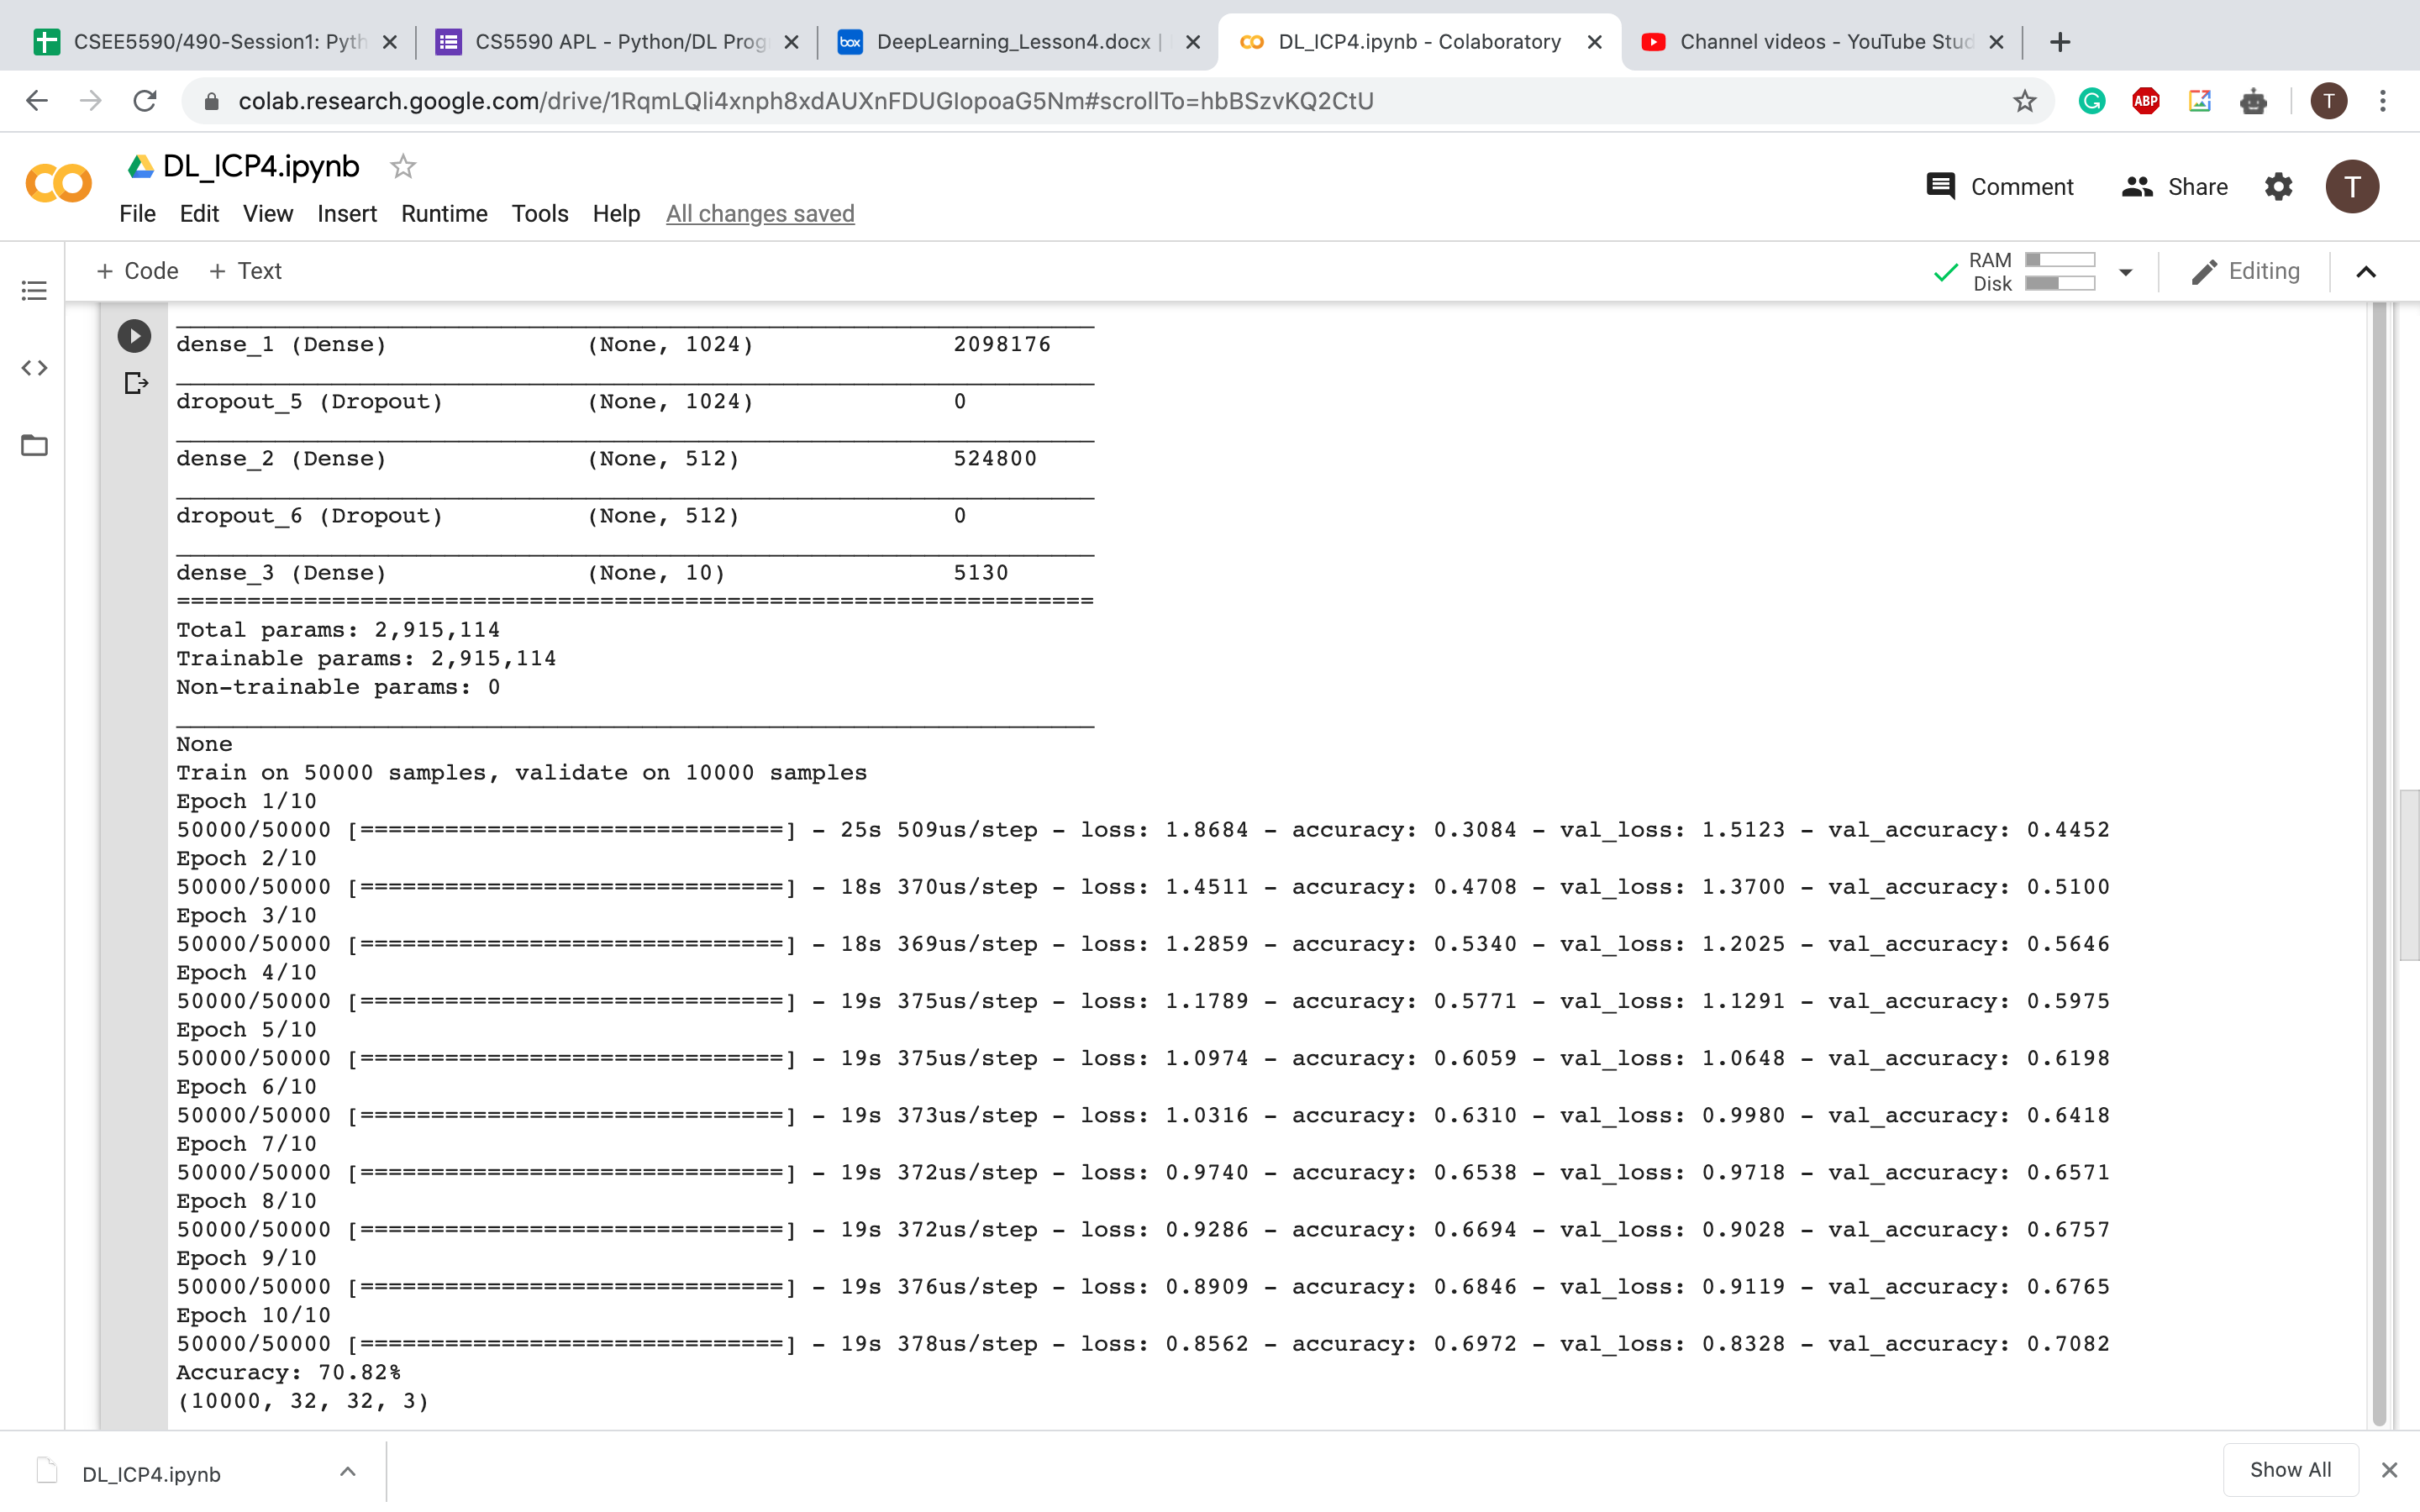 CSEE5590/490-Session1: Pyth
CS5590 APL - Python/DL Prog
box
DeepLearning_Lesson4.docx |
DL_ICP4.ipynb - Colaboratory
Channel videos - YouTube Stud
colab.research.google.com/drive/1RqmLQli4xnph8xdAUXnFDUGIopoaG5Nm#scrollTo=hbBSzvKQ2CtU
ABP
T
DL_ICP4.ipynb
Comment
Share
T
File Edit View Insert Runtime Tools Help All changes saved
+ Code + Text
RAM
Disk
Editing
_________________________________________________________________
dense_1 (Dense) (None, 1024) 2098176
_________________________________________________________________
dropout_5 (Dropout) (None, 1024) 0
_________________________________________________________________
dense_2 (Dense) (None, 512) 524800
_________________________________________________________________
dropout_6 (Dropout) (None, 512) 0
_________________________________________________________________
dense_3 (Dense) (None, 10) 5130
=================================================================
Total params: 2,915,114
Trainable params: 2,915,114
Non-trainable params: 0
_________________________________________________________________
None
Train on 50000 samples, validate on 10000 samples
Epoch 1/10
50000/50000 [==============================] - 25s 509us/step - loss: 1.8684 - accuracy: 0.3084 - val_loss: 1.5123 - val_accuracy: 0.4452
Epoch 2/10
50000/50000 [==============================] - 18s 370us/step - loss: 1.4511 - accuracy: 0.4708 - val_loss: 1.3700 - val_accuracy: 0.5100
Epoch 3/10
50000/50000 [==============================] - 18s 369us/step - loss: 1.2859 - accuracy: 0.5340 - val_loss: 1.2025 - val_accuracy: 0.5646
Epoch 4/10
50000/50000 [==============================] - 19s 375us/step - loss: 1.1789 - accuracy: 0.5771 - val_loss: 1.1291 - val_accuracy: 0.5975
Epoch 5/10
50000/50000 [==============================] - 19s 375us/step - loss: 1.0974 - accuracy: 0.6059 - val_loss: 1.0648 - val_accuracy: 0.6198
Epoch 6/10
50000/50000 [==============================] - 19s 373us/step - loss: 1.0316 - accuracy: 0.6310 - val_loss: 0.9980 - val_accuracy: 0.6418
Epoch 7/10
50000/50000 [==============================] - 19s 372us/step - loss: 0.9740 - accuracy: 0.6538 - val_loss: 0.9718 - val_accuracy: 0.6571
Epoch 8/10
50000/50000 [==============================] - 19s 372us/step - loss: 0.9286 - accuracy: 0.6694 - val_loss: 0.9028 - val_accuracy: 0.6757
Epoch 9/10
50000/50000 [==============================] - 19s 376us/step - loss: 0.8909 - accuracy: 0.6846 - val_loss: 0.9119 - val_accuracy: 0.6765
Epoch 10/10
50000/50000 [==============================] - 19s 378us/step - loss: 0.8562 - accuracy: 0.6972 - val_loss: 0.8328 - val_accuracy: 0.7082
Accuracy: 70.82%
(10000, 32, 32, 3)
DL_ICP4.ipynb
Show All